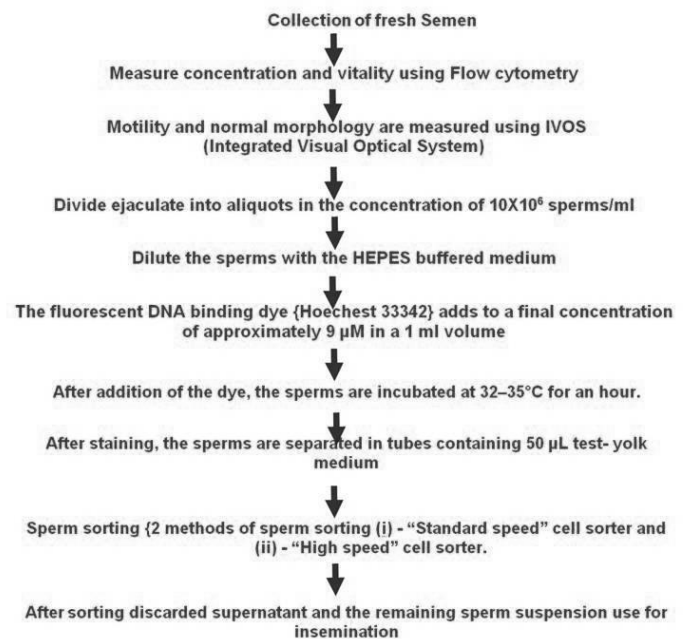 Collection of fresh Semen
Measure concentration and vitality using Flow cytometry
Motility and normal morphology are measured using IVOS
(Integrated Visual Optical System)
Divide ejaculate into aliquots in the concentration of 10X10⁶ sperms/ml
Dilute the sperms with the HEPES buffered medium
The fluorescent DNA binding dye {Hoechest 33342} adds to a final concentration
of approximately 9 µM in a 1 ml volume
After addition of the dye, the sperms are incubated at 32–35°C for an hour.
After staining, the sperms are separated in tubes containing 50 µL test- yolk
medium
Sperm sorting {2 methods of sperm sorting (i) - “Standard speed” cell sorter and
(ii) - “High speed” cell sorter.
After sorting discarded supernatant and the remaining sperm suspension use for
insemination